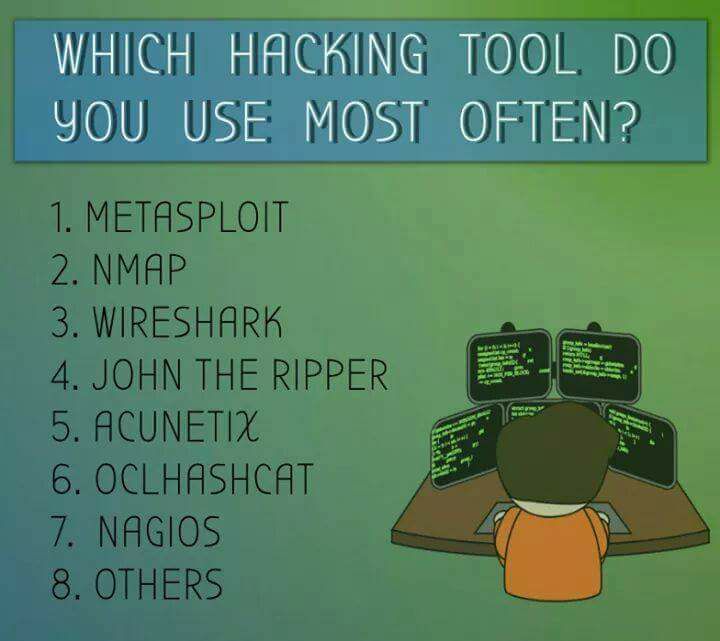 WHICH HACKING TOOL DO
YOU USE MOST OFTEN?
1. METASPLOIT
2. NMAP
3. WIRESHARK
4. JOHN THE RIPPER
5. ACUNETIX
6. OCLHASHCAT
7. NAGIOS
8. OTHERS